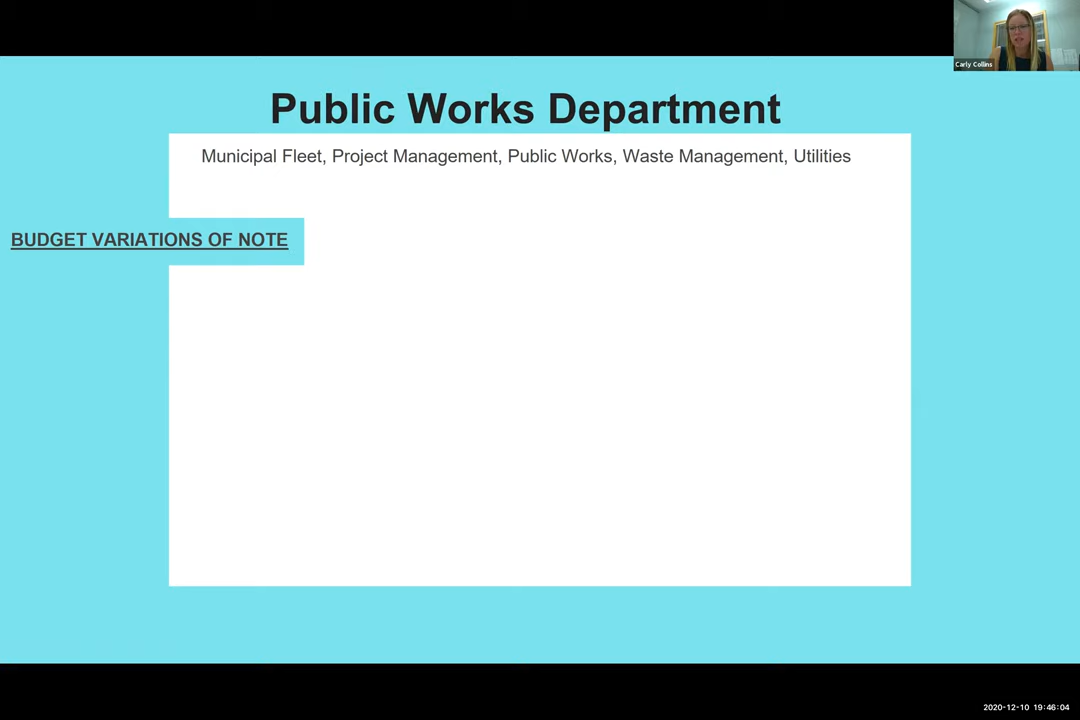 Carly Collins
Public Works Department
Municipal Fleet, Project Management, Public Works, Waste Management, Utilities
BUDGET VARIATIONS OF NOTE
2020-12-10 19:46:04